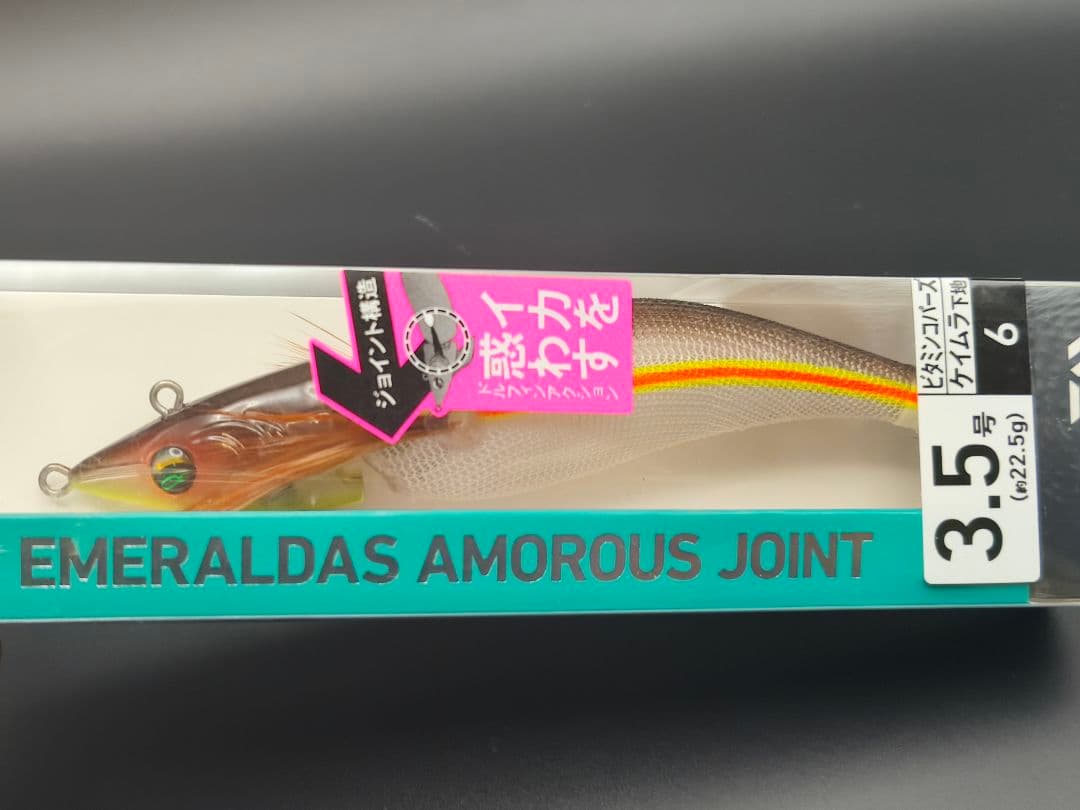 ジョイント構造
イカを
惑わす
ドルフィンアクション
ビタミンコパーズ
ケイムラ下地
6
3.5号
(約22.5g)
EMERALDAS AMOROUS JOINT